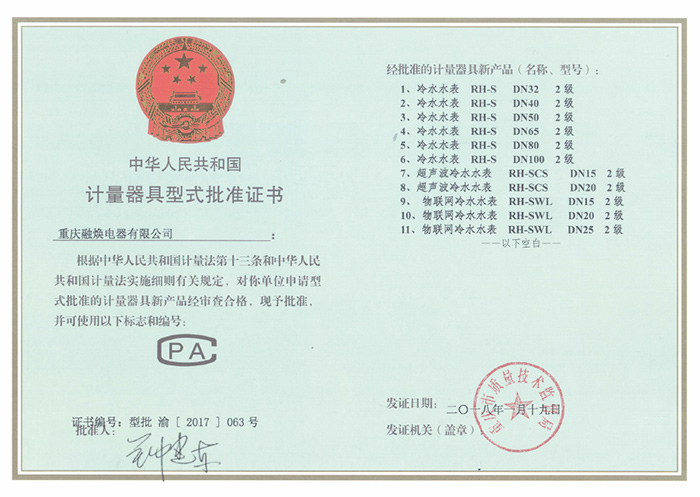 中华人民共和国
计量器具型式批准证书
重庆融焕电器有限公司：
根据中华人民共和国计量法第十三条和中华人民
共和国计量法实施细则有关规定，对你单位申请型
式批准的计量器具新产品经审查合格，现予批准，
并可使用以下标志和编号：
CPA
证书编号：型批 渝［2017］063 号
批准人：
经批准的计量器具新产品（名称、型号）：
1、冷水水表 RH-S DN32 2 级
2、冷水水表 RH-S DN40 2 级
3、冷水水表 RH-S DN50 2 级
4、冷水水表 RH-S DN65 2 级
5、冷水水表 RH-S DN80 2 级
6、冷水水表 RH-S DN100 2 级
7、超声波冷水水表 RH-SCS DN15 2 级
8、超声波冷水水表 RH-SCS DN20 2 级
9、 物联网冷水水表 RH-SWL DN15 2 级
10、 物联网冷水水表 RH-SWL DN20 2 级
11、 物联网冷水水表 RH-SWL DN25 2 级
——以下空白——
重庆市质量技术监督局
发证日期：二〇一八年一月十九日
发证机关（盖章）：